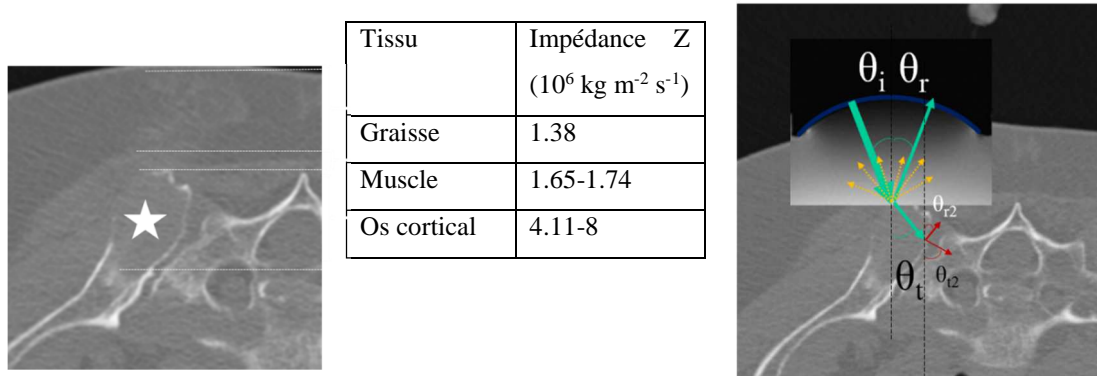 Tissu Impédance Z
(10⁶ kg m⁻² s⁻¹)
Graisse 1.38
Muscle 1.65-1.74
Os cortical 4.11-8
θi θr
θr2
θt θt2